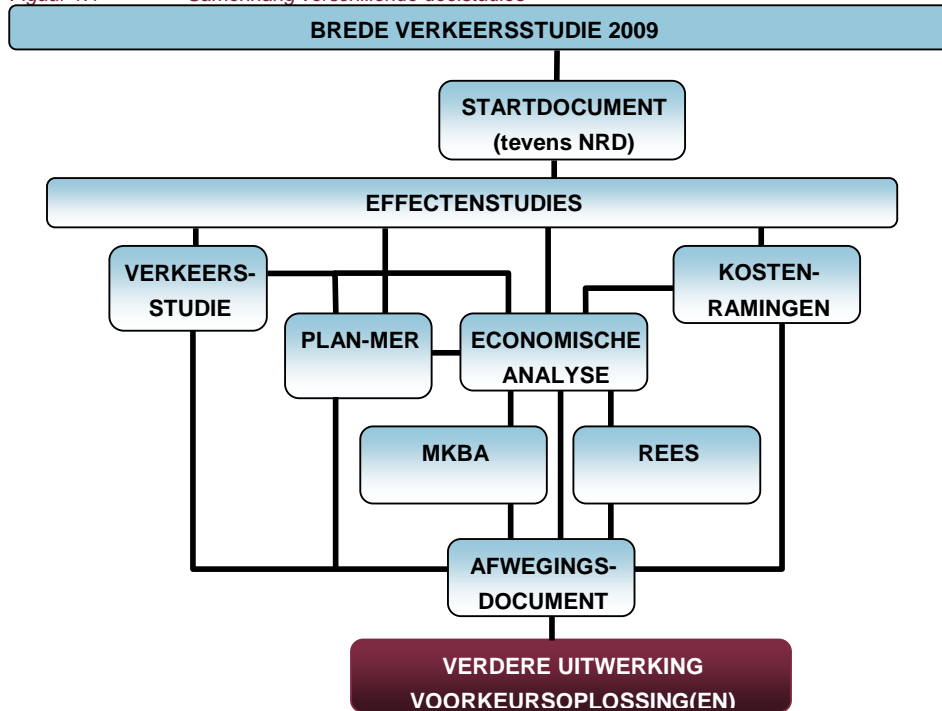 BREDE VERKEERSSTUDIE 2009
STARTDOCUMENT
(tevens NRD)
EFFECTENSTUDIES
VERKEERS-
STUDIE
KOSTEN-
RAMINGEN
PLAN-MER
ECONOMISCHE
ANALYSE
MKBA
REES
AFWEGINGS-
DOCUMENT
VERDERE UITWERKING
VOORKEURSOPLOSSING(EN)